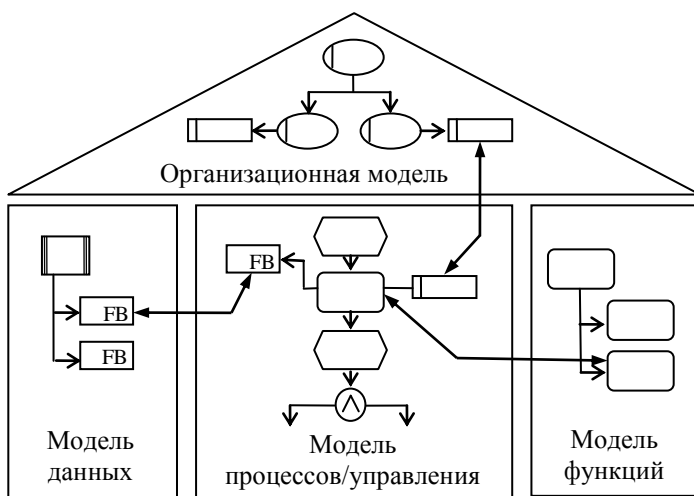 Организационная модель
FB
FB
FB
Модель
данных
Модель
процессов/управления
Модель
функций